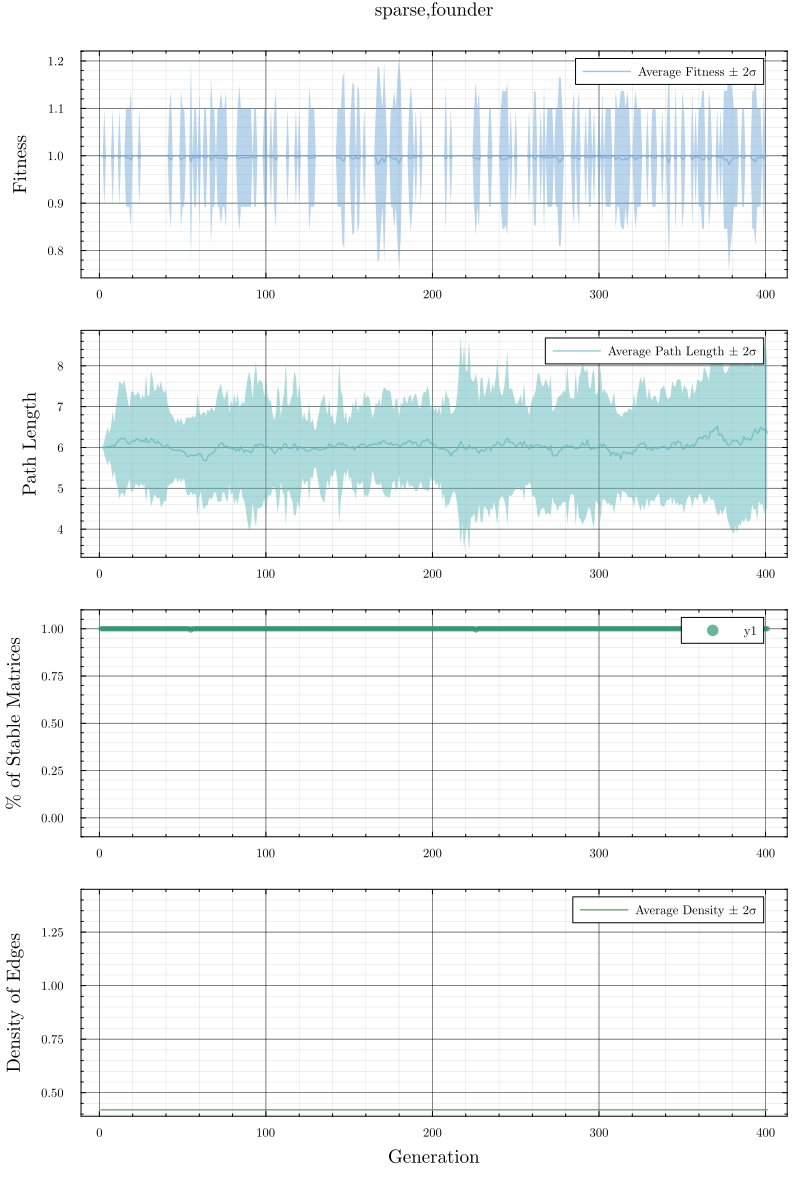 sparse,founder
Average Fitness ± 2σ
Fitness
1.2
1.1
1.0
0.9
0.8
0 100 200 300 400
Average Path Length ± 2σ
Path Length
8
7
6
5
4
0 100 200 300 400
y1
% of Stable Matrices
1.00
0.75
0.50
0.25
0.00
0 100 200 300 400
Average Density ± 2σ
Density of Edges
1.25
1.00
0.75
0.50
0 100 200 300 400
Generation